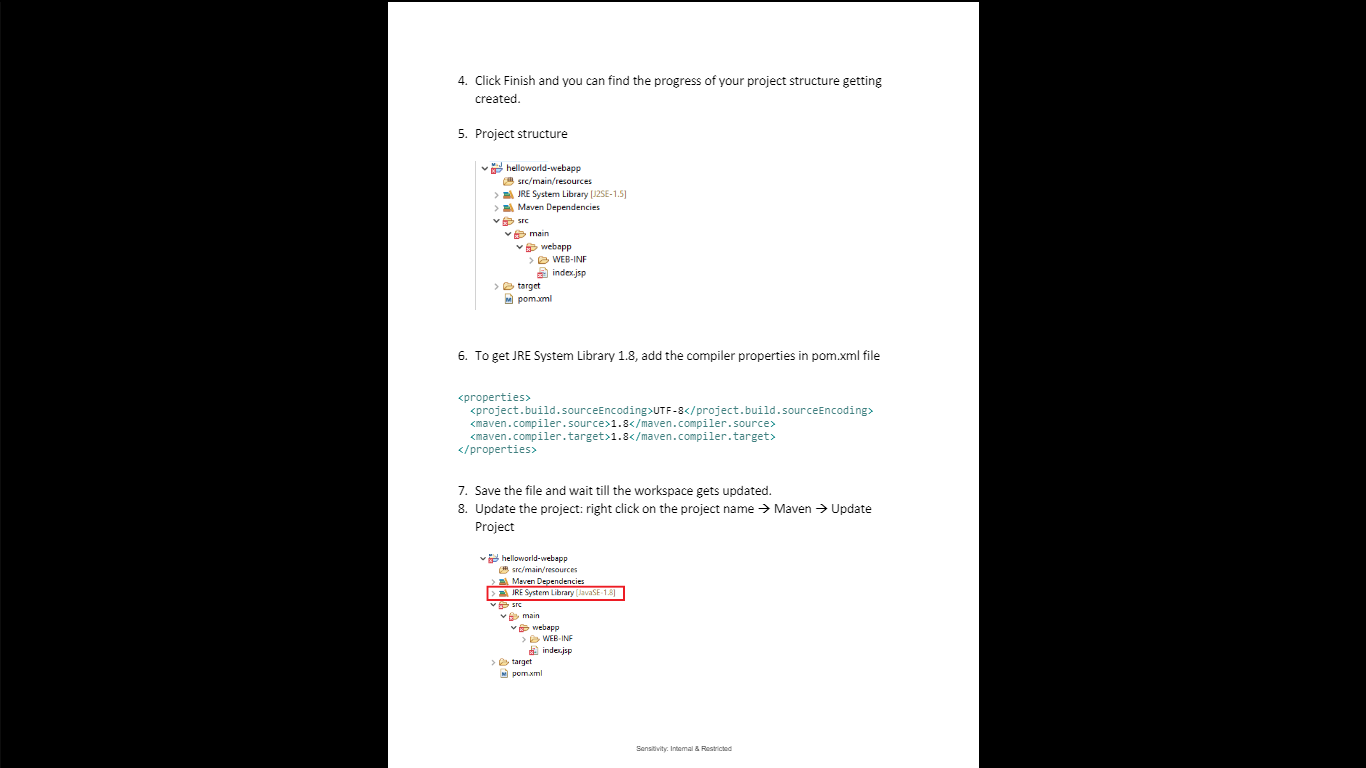 4. Click Finish and you can find the progress of your project structure getting
created.
5. Project structure
helloworld-webapp
src/main/resources
JRE System Library [J2SE-1.5]
Maven Dependencies
src
main
webapp
WEB-INF
index.jsp
target
pom.xml
6. To get JRE System Library 1.8, add the compiler properties in pom.xml file
<properties>
<project.build.sourceEncoding>UTF-8</project.build.sourceEncoding>
<maven.compiler.source>1.8</maven.compiler.source>
<maven.compiler.target>1.8</maven.compiler.target>
</properties>
7. Save the file and wait till the workspace gets updated.
8. Update the project: right click on the project name → Maven → Update
Project
helloworld-webapp
src/main/resources
Maven Dependencies
JRE System Library [JavaSE-1.8]
src
main
webapp
WEB-INF
index.jsp
target
pom.xml
Sensitivity: Internal & Restricted